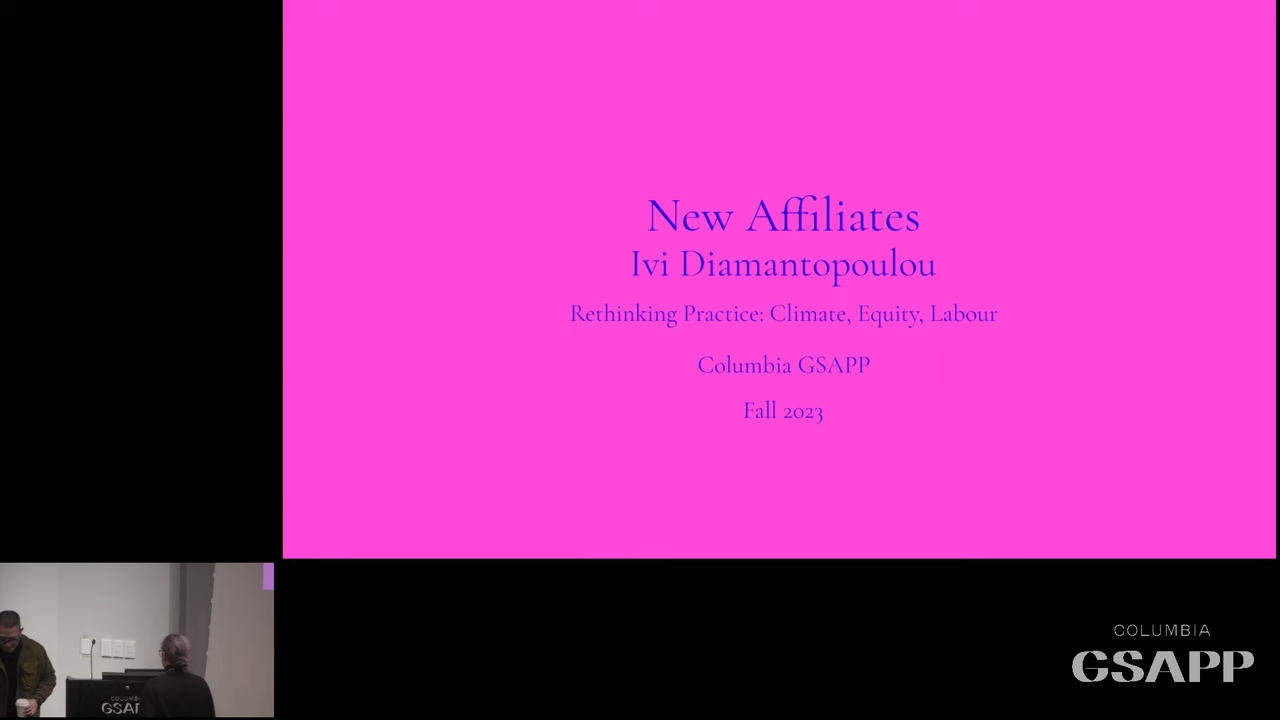 New Affiliates
Ivi Diamantopoulou
Rethinking Practice: Climate, Equity, Labour
Columbia GSAPP
Fall 2023
COLUMBIA
GSAPP